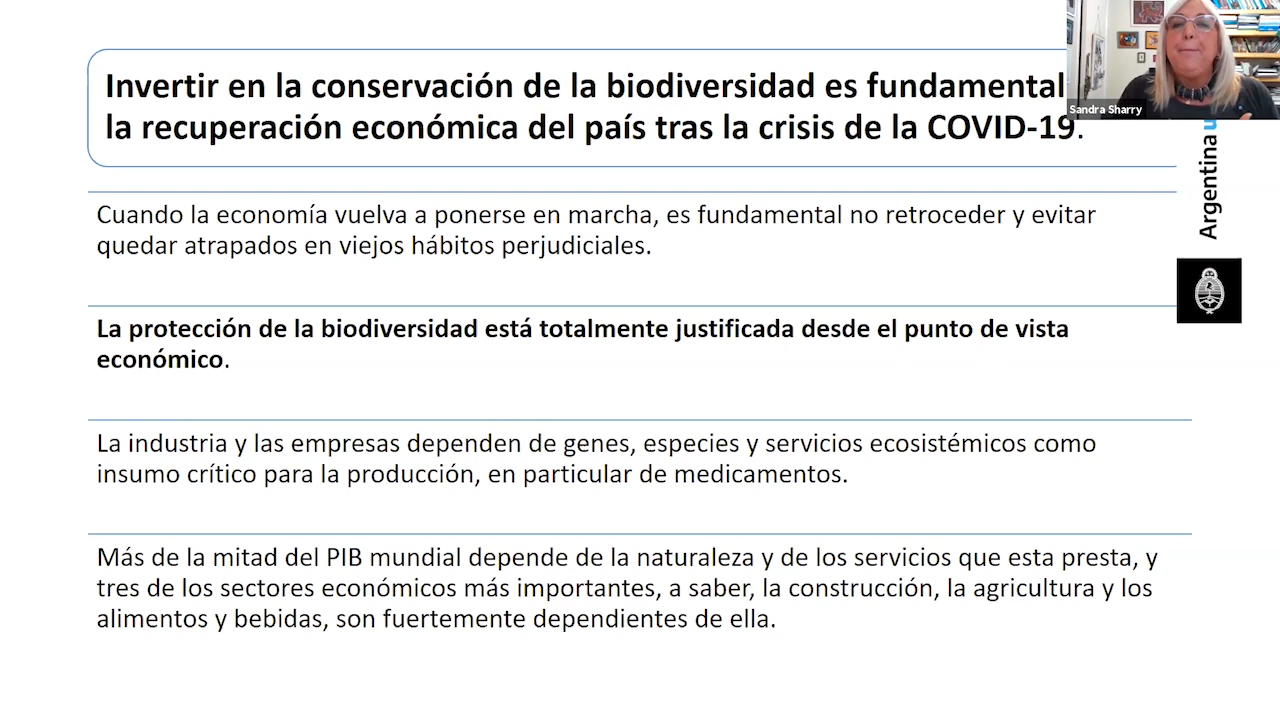 Invertir en la conservación de la biodiversidad es fundamental
la recuperación económica del país tras la crisis de la COVID-19.
Sandra Sharry
Argentina u
Cuando la economía vuelva a ponerse en marcha, es fundamental no retroceder y evitar
quedar atrapados en viejos hábitos perjudiciales.
La protección de la biodiversidad está totalmente justificada desde el punto de vista
económico.
La industria y las empresas dependen de genes, especies y servicios ecosistémicos como
insumo crítico para la producción, en particular de medicamentos.
Más de la mitad del PIB mundial depende de la naturaleza y de los servicios que esta presta, y
tres de los sectores económicos más importantes, a saber, la construcción, la agricultura y los
alimentos y bebidas, son fuertemente dependientes de ella.